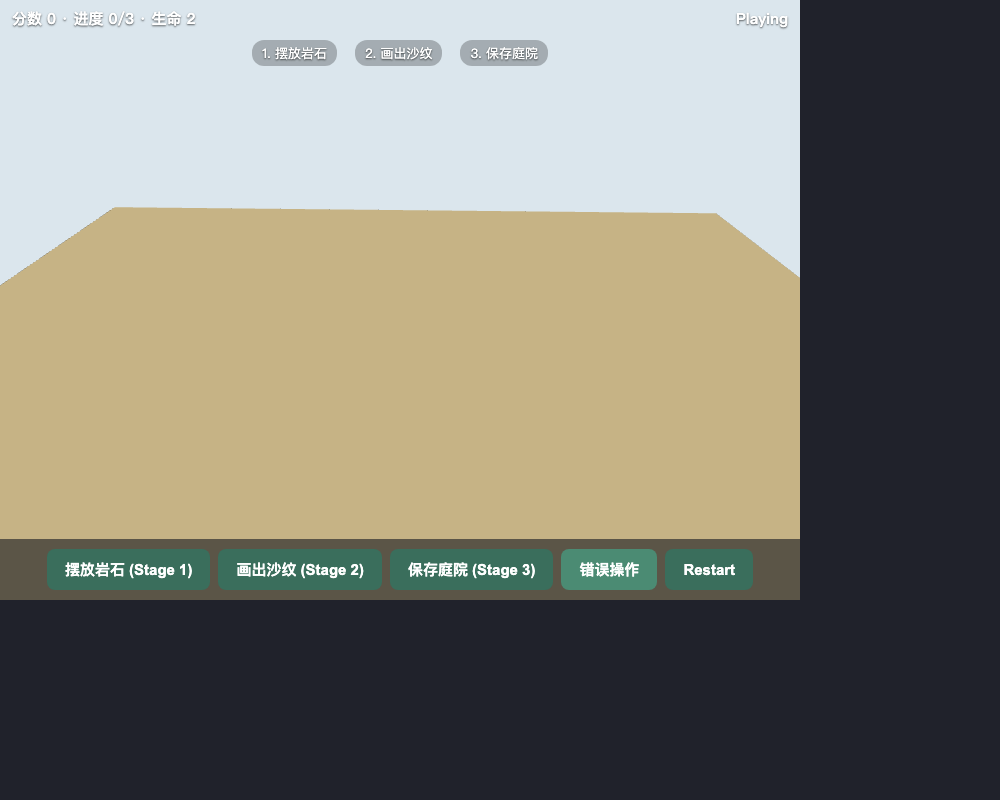 分数 0 · 进度 0/3 · 生命 2
Playing
1. 摆放岩石 2. 画出沙纹 3. 保存庭院
摆放岩石 (Stage 1) 画出沙纹 (Stage 2) 保存庭院 (Stage 3) 错误操作 Restart